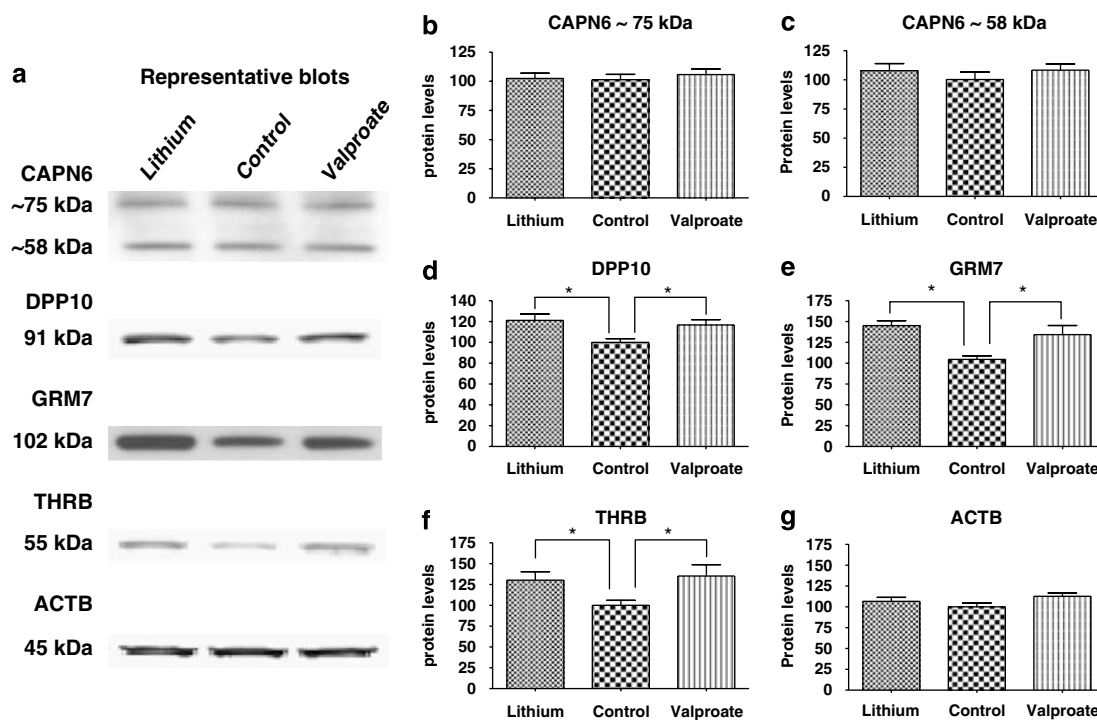 a
Representative blots
Lithium
Control
Valproate
CAPN6
~75 kDa
~58 kDa
DPP10
91 kDa
GRM7
102 kDa
THRB
55 kDa
ACTB
45 kDa
b
CAPN6 ~ 75 kDa
protein levels
125
100
75
50
25
0
Lithium Control Valproate
c
CAPN6 ~ 58 kDa
Protein levels
125
100
75
50
25
0
Lithium Control Valproate
d
DPP10
protein levels
140
120
100
80
60
40
20
0
* *
Lithium Control Valproate
e
GRM7
Protein levels
175
150
125
100
75
50
25
0
* *
Lithium Control Valproate
f
THRB
protein levels
175
150
125
100
75
50
25
0
* *
Lithium Control Valproate
g
ACTB
Protein levels
175
150
125
100
75
50
25
0
Lithium Control Valproate